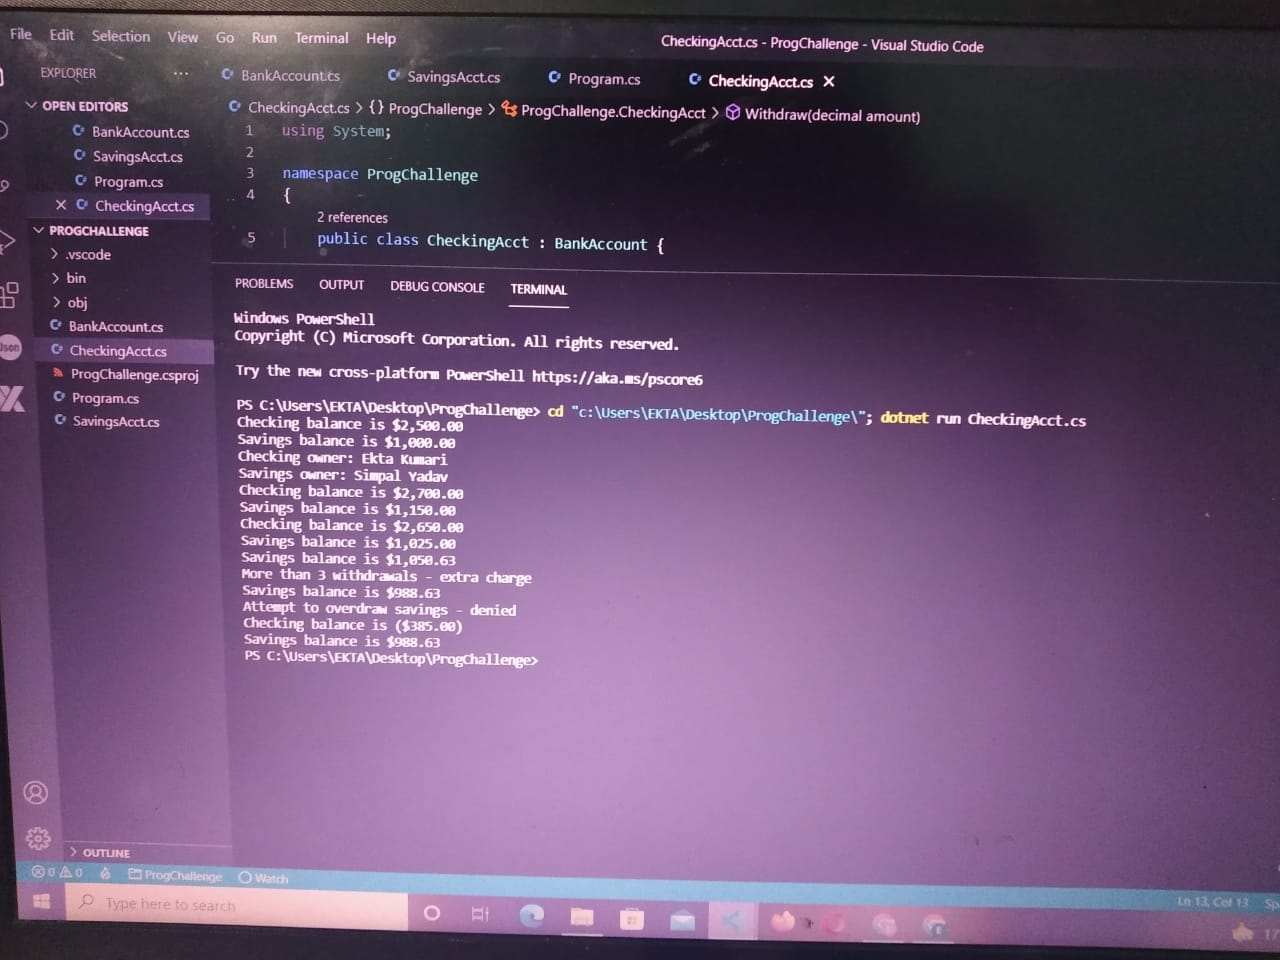 File Edit Selection View Go Run Terminal Help
CheckingAcct.cs - ProgChallenge - Visual Studio Code
EXPLORER ...
BankAccount.cs SavingsAcct.cs Program.cs CheckingAcct.cs
OPEN EDITORS
BankAccount.cs
SavingsAcct.cs
Program.cs
CheckingAcct.cs
PROGCHALLENGE
.vscode
bin
obj
BankAccount.cs
CheckingAcct.cs
ProgChallenge.csproj
Program.cs
SavingsAcct.cs
OUTLINE
CheckingAcct.cs > {} ProgChallenge > ProgChallenge.CheckingAcct > Withdraw(decimal amount)
1 using System;
2
3 namespace ProgChallenge
4 {
2 references
5 public class CheckingAcct : BankAccount {
PROBLEMS OUTPUT DEBUG CONSOLE TERMINAL
Windows PowerShell
Copyright (C) Microsoft Corporation. All rights reserved.
Try the new cross-platform PowerShell https://aka.ms/pscore6
PS C:\Users\EKTA\Desktop\ProgChallenge> cd "c:\Users\EKTA\Desktop\ProgChallenge\"; dotnet run CheckingAcct.cs
Checking balance is $2,500.00
Savings balance is $1,000.00
Checking owner: Ekta Kumari
Savings owner: Simpal Yadav
Checking balance is $2,700.00
Savings balance is $1,150.00
Checking balance is $2,650.00
Savings balance is $1,025.00
Savings balance is $1,050.63
More than 3 withdrawals - extra charge
Savings balance is $988.63
Attempt to overdraw savings - denied
Checking balance is ($385.00)
Savings balance is $988.63
PS C:\Users\EKTA\Desktop\ProgChallenge>
0 0 ProgChallenge Watch
Ln 13, Col 13
Type here to search